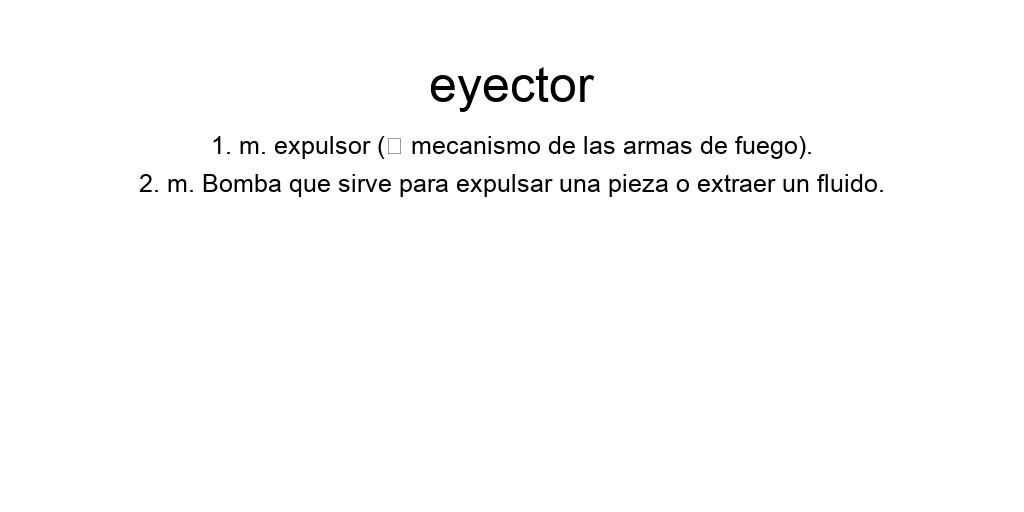 eyector
1. m. expulsor (□ mecanismo de las armas de fuego).
2. m. Bomba que sirve para expulsar una pieza o extraer un fluido.